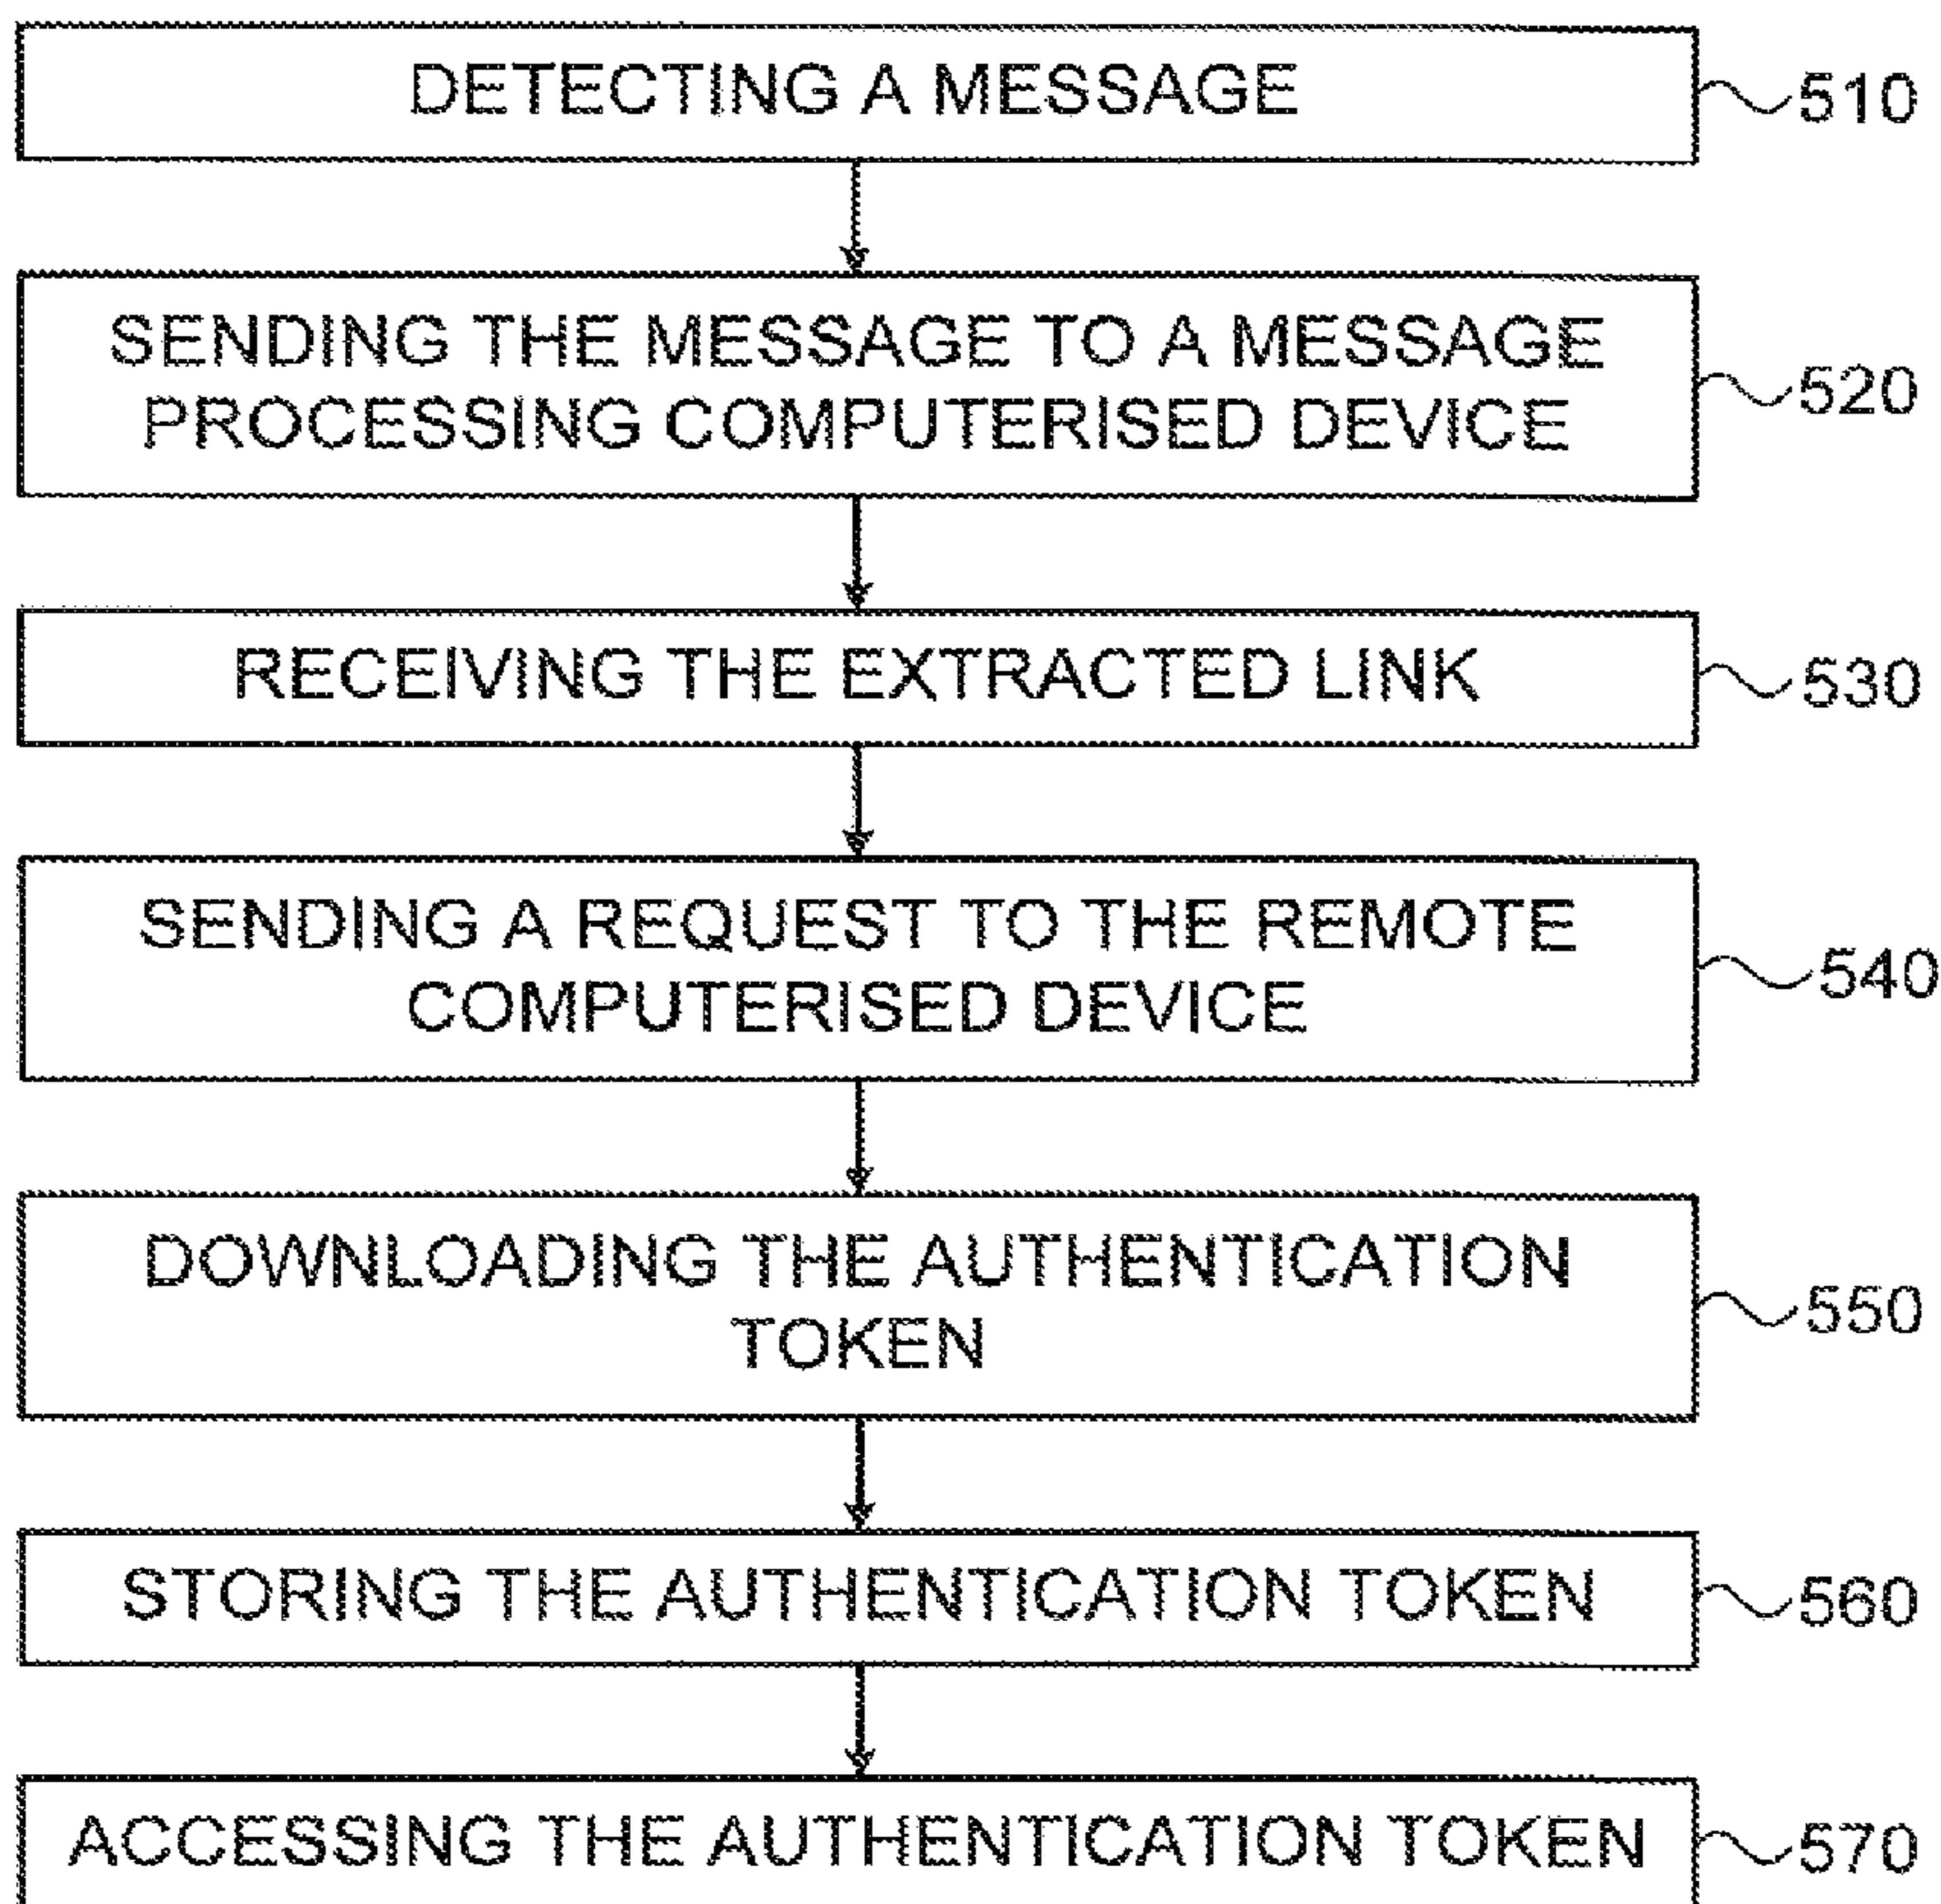 DETECTING A MESSAGE
510
SENDING THE MESSAGE TO A MESSAGE
PROCESSING COMPUTERISED DEVICE
520
RECEIVING THE EXTRACTED LINK
530
SENDING A REQUEST TO THE REMOTE
COMPUTERISED DEVICE
540
DOWNLOADING THE AUTHENTICATION
TOKEN
550
STORING THE AUTHENTICATION TOKEN
560
ACCESSING THE AUTHENTICATION TOKEN
570